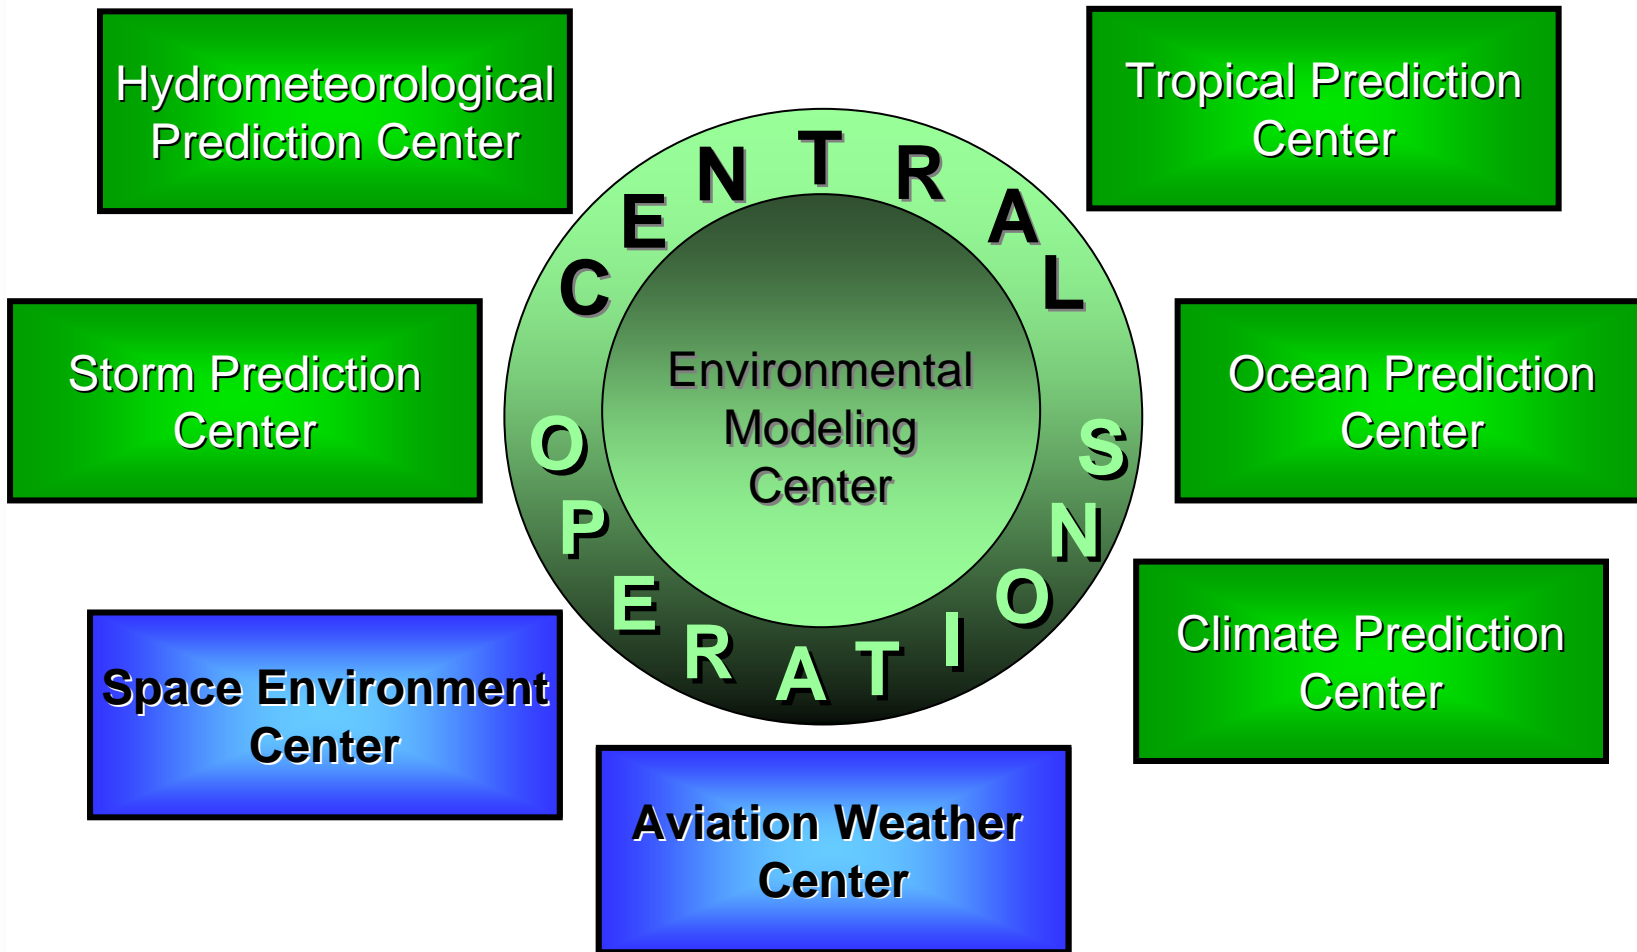 Hydrometeorological
Prediction Center
Tropical Prediction
Center
CENTRAL
Storm Prediction
Center
Environmental
Modeling
Center
Ocean Prediction
Center
OPERATIONS
Climate Prediction
Center
Space Environment
Center
Aviation Weather
Center